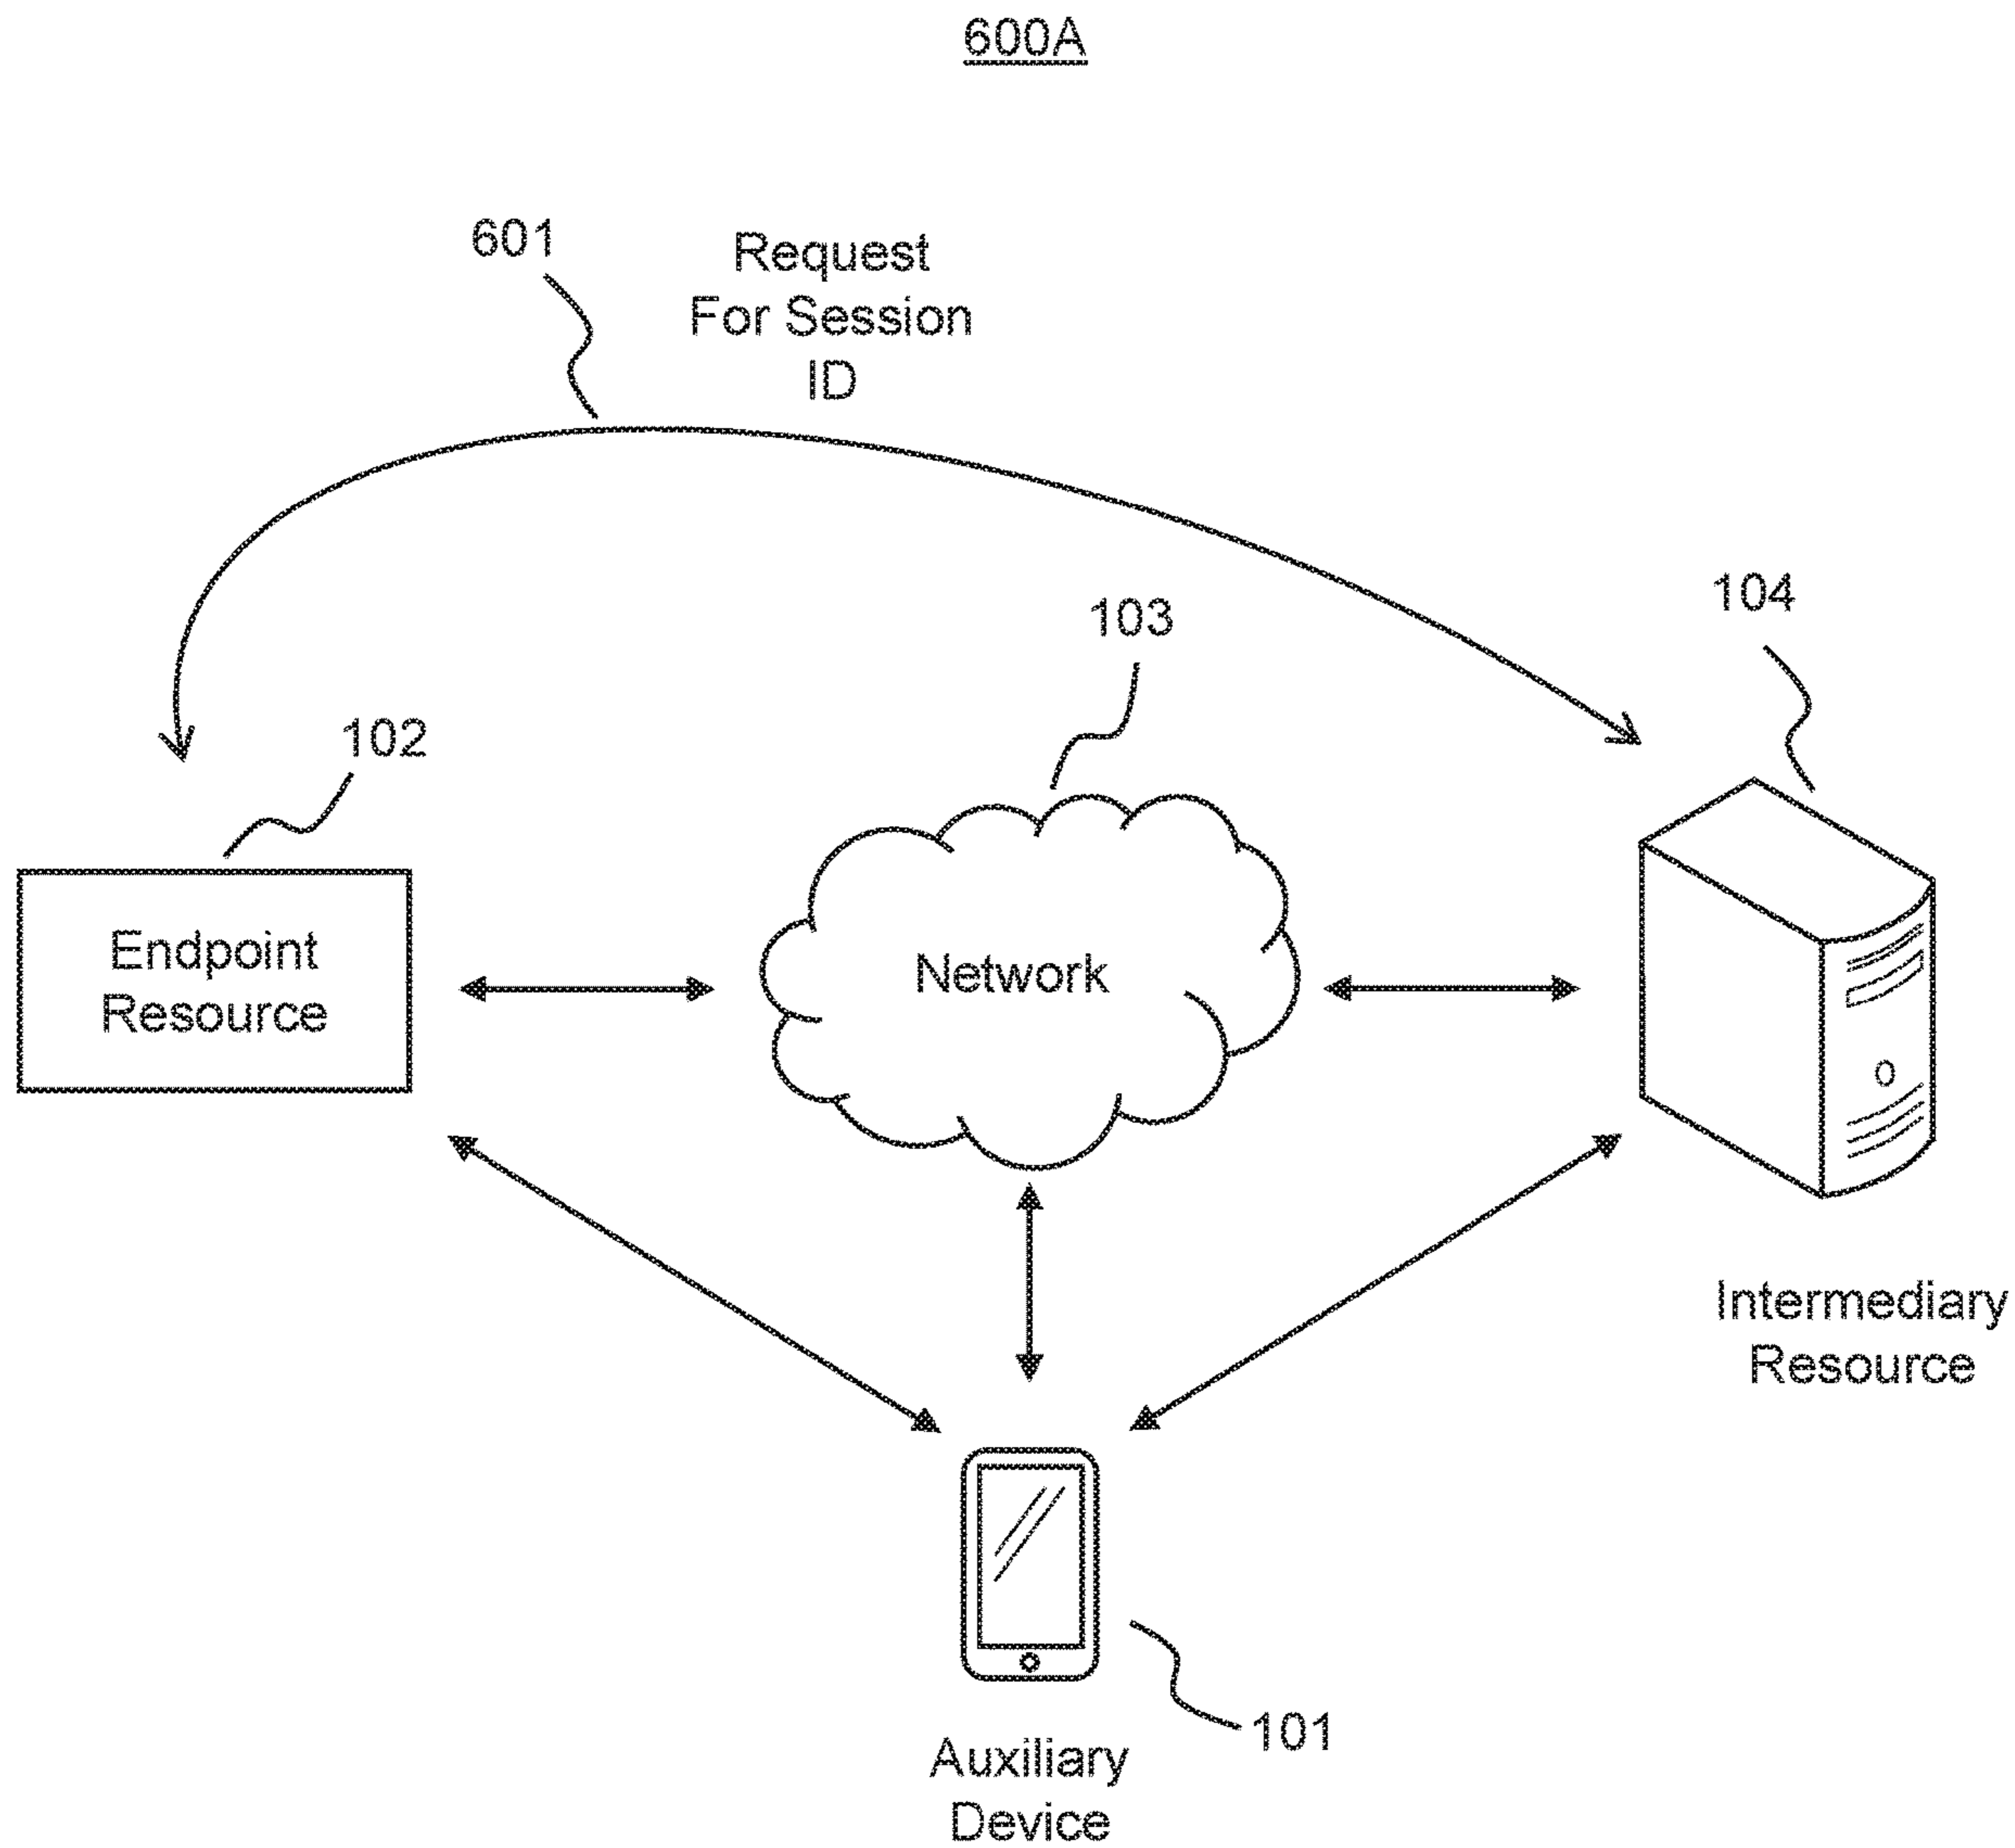 600A
601
Request
For Session
ID
103
104
102
Endpoint
Resource
Network
Intermediary
Resource
101
Auxiliary
Device